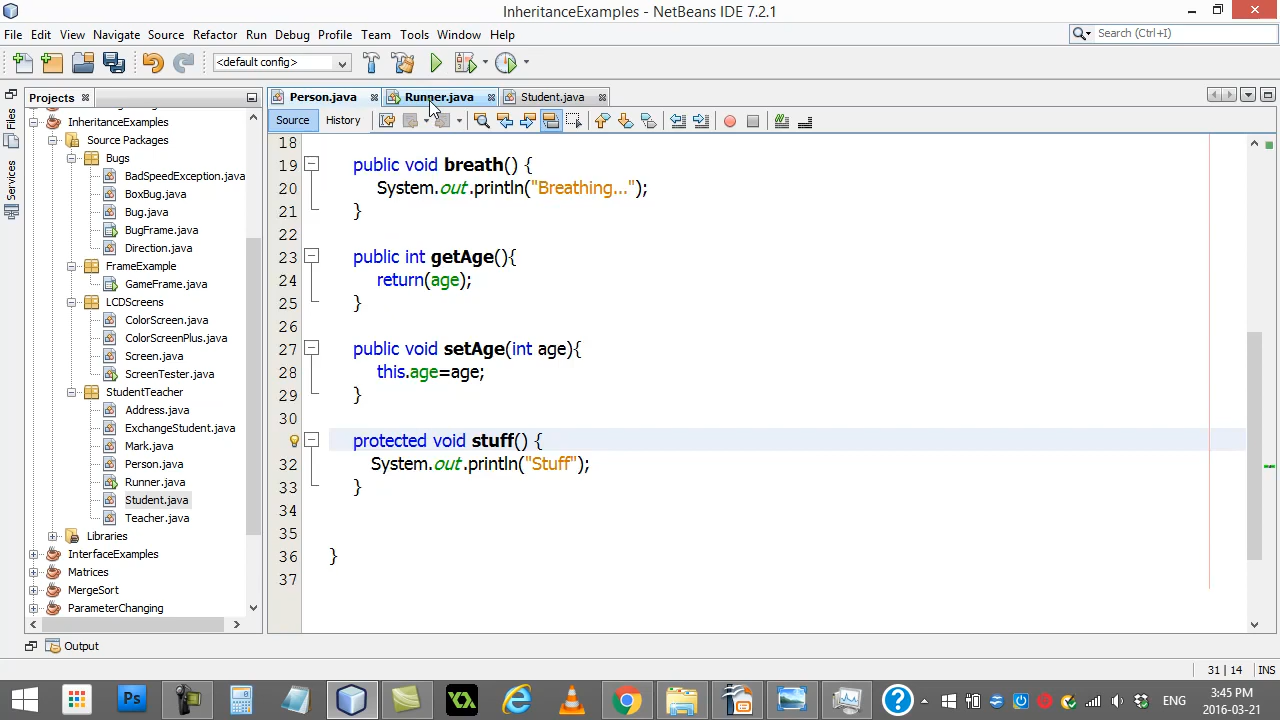 InheritanceExamples - NetBeans IDE 7.2.1
File Edit View Navigate Source Refactor Run Debug Profile Team Tools Window Help
Search (Ctrl+I)
<default config>
Projects
Person.java
Runner.java
Student.java
Files
Services
Source
History
InheritanceExamples
Source Packages
Bugs
BadSpeedException.java
BoxBug.java
Bug.java
BugFrame.java
Direction.java
FrameExample
GameFrame.java
LCDScreens
ColorScreen.java
ColorScreenPlus.java
Screen.java
ScreenTester.java
StudentTeacher
Address.java
ExchangeStudent.java
Mark.java
Person.java
Runner.java
Student.java
Teacher.java
Libraries
InterfaceExamples
Matrices
MergeSort
ParameterChanging
18
19 public void breath() {
20 System.out.println("Breathing...");
21 }
22
23 public int getAge(){
24 return(age);
25 }
26
27 public void setAge(int age){
28 this.age=age;
29 }
30
protected void stuff() {
32 System.out.println("Stuff");
33 }
34
35
36 }
37
Output
31 | 14 INS
Ps
ENG
3:45 PM
2016-03-21